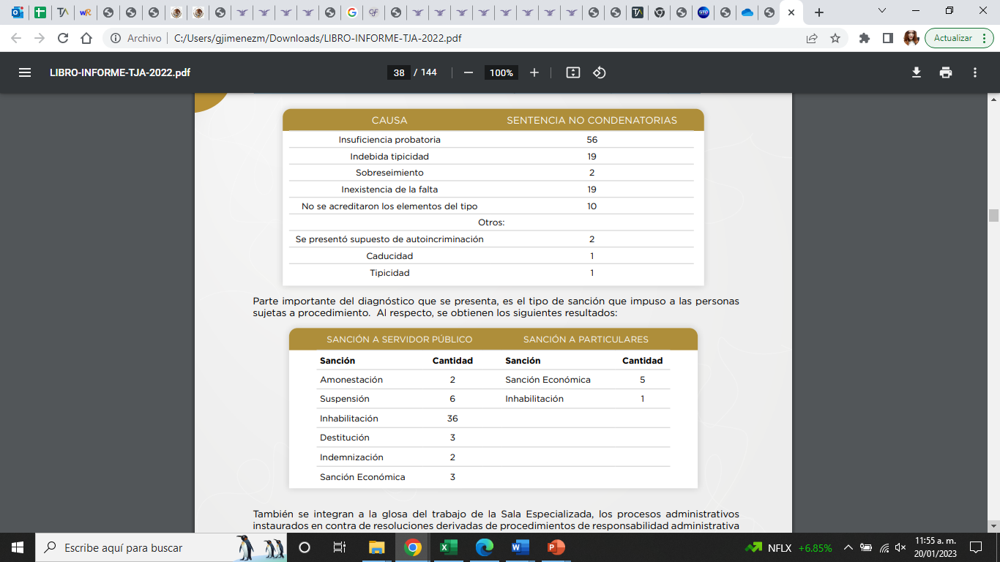 Archivo
C:/Users/gjimenezm/Downloads/LIBRO-INFORME-TJA-2022.pdf
Actualizar
LIBRO-INFORME-TJA-2022.pdf
38 / 144
100%
CAUSA SENTENCIA NO CONDENATORIAS
Insuficiencia probatoria 56
Indebida tipicidad 19
Sobreseimiento 2
Inexistencia de la falta 19
No se acreditaron los elementos del tipo 10
Otros:
Se presentó supuesto de autoincriminación 2
Caducidad 1
Tipicidad 1
Parte importante del diagnóstico que se presenta, es el tipo de sanción que impuso a las personas
sujetas a procedimiento. Al respecto, se obtienen los siguientes resultados:
SANCIÓN A SERVIDOR PÚBLICO SANCIÓN A PARTICULARES
Sanción Cantidad Sanción Cantidad
Amonestación 2 Sanción Económica 5
Suspensión 6 Inhabilitación 1
Inhabilitación 36
Destitución 3
Indemnización 2
Sanción Económica 3
También se integran a la glosa del trabajo de la Sala Especializada, los procesos administrativos
instaurados en contra de resoluciones derivadas de procedimientos de responsabilidad administrativa
Escribe aquí para buscar
NFLX +6.85%
11:55 a. m.
20/01/2023